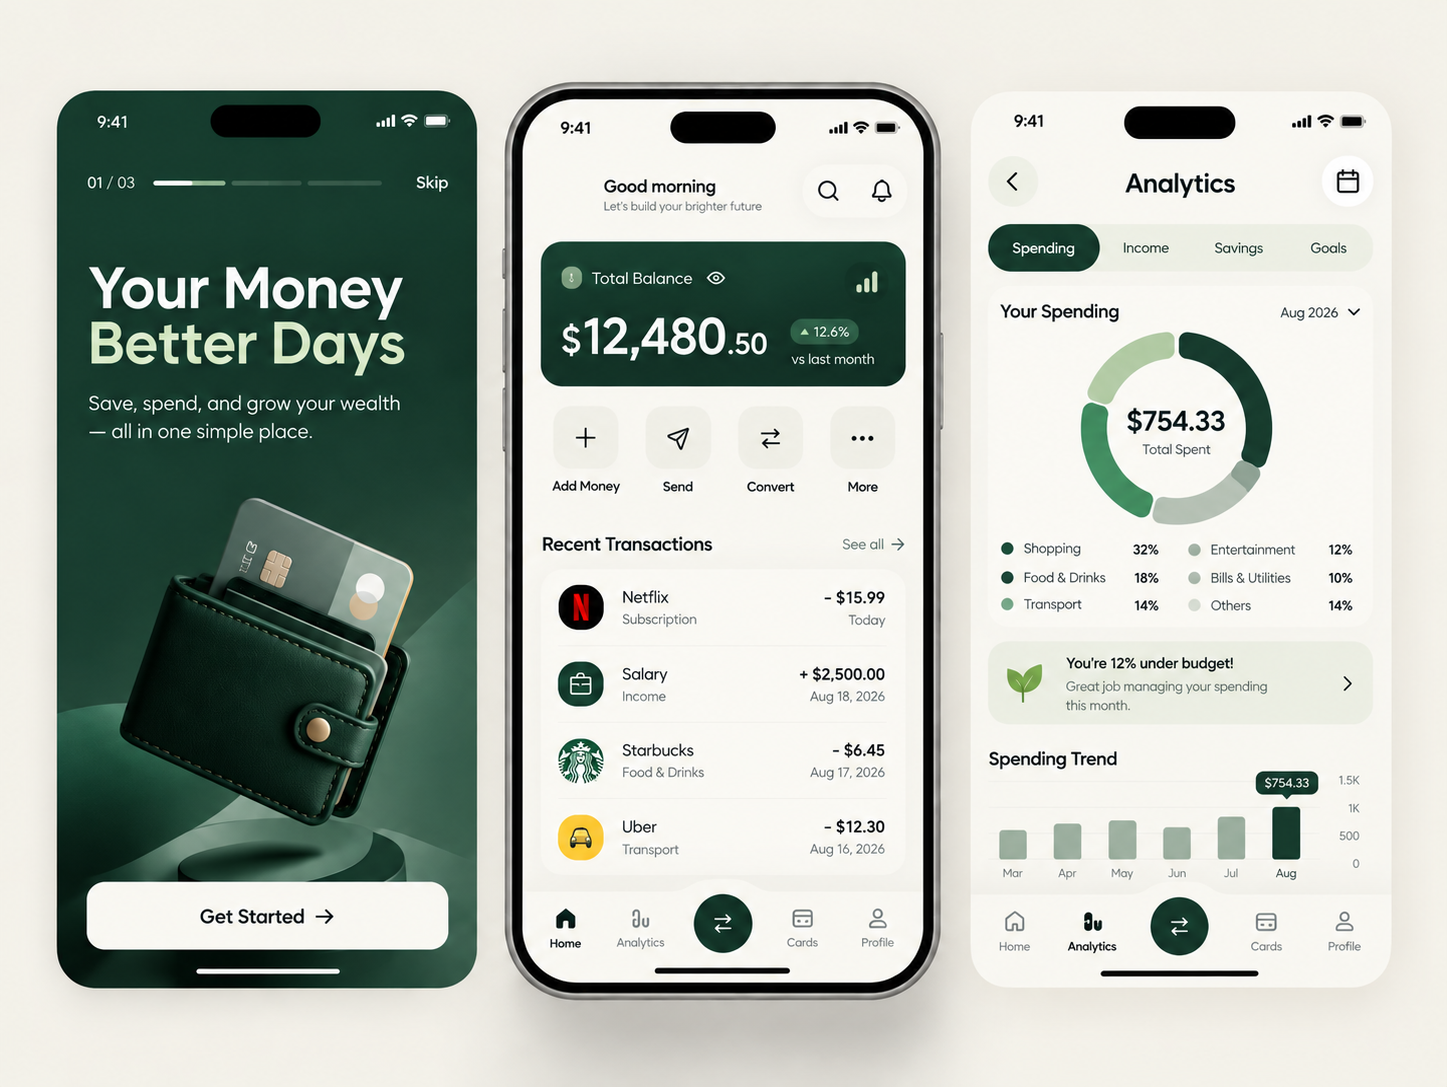 9:41
01 / 03
Skip
Your Money
Better Days
Save, spend, and grow your wealth
— all in one simple place.
Get Started →
9:41
Good morning
Let's build your brighter future
Total Balance
$12,480.50
▲ 12.6%
vs last month
Add Money
Send
Convert
More
Recent Transactions
See all →
N
Netflix
- $15.99
Subscription
Today
Salary
+ $2,500.00
Income
Aug 18, 2026
Starbucks
- $6.45
Food & Drinks
Aug 17, 2026
Uber
- $12.30
Transport
Aug 16, 2026
Home
Analytics
Cards
Profile
9:41
Analytics
Spending
Income
Savings
Goals
Your Spending
Aug 2026
$754.33
Total Spent
Shopping 32%
Entertainment 12%
Food & Drinks 18%
Bills & Utilities 10%
Transport 14%
Others 14%
You're 12% under budget!
Great job managing your spending
this month.
Spending Trend
$754.33
1.5K
1K
500
0
Mar Apr May Jun Jul Aug
Home
Analytics
Cards
Profile